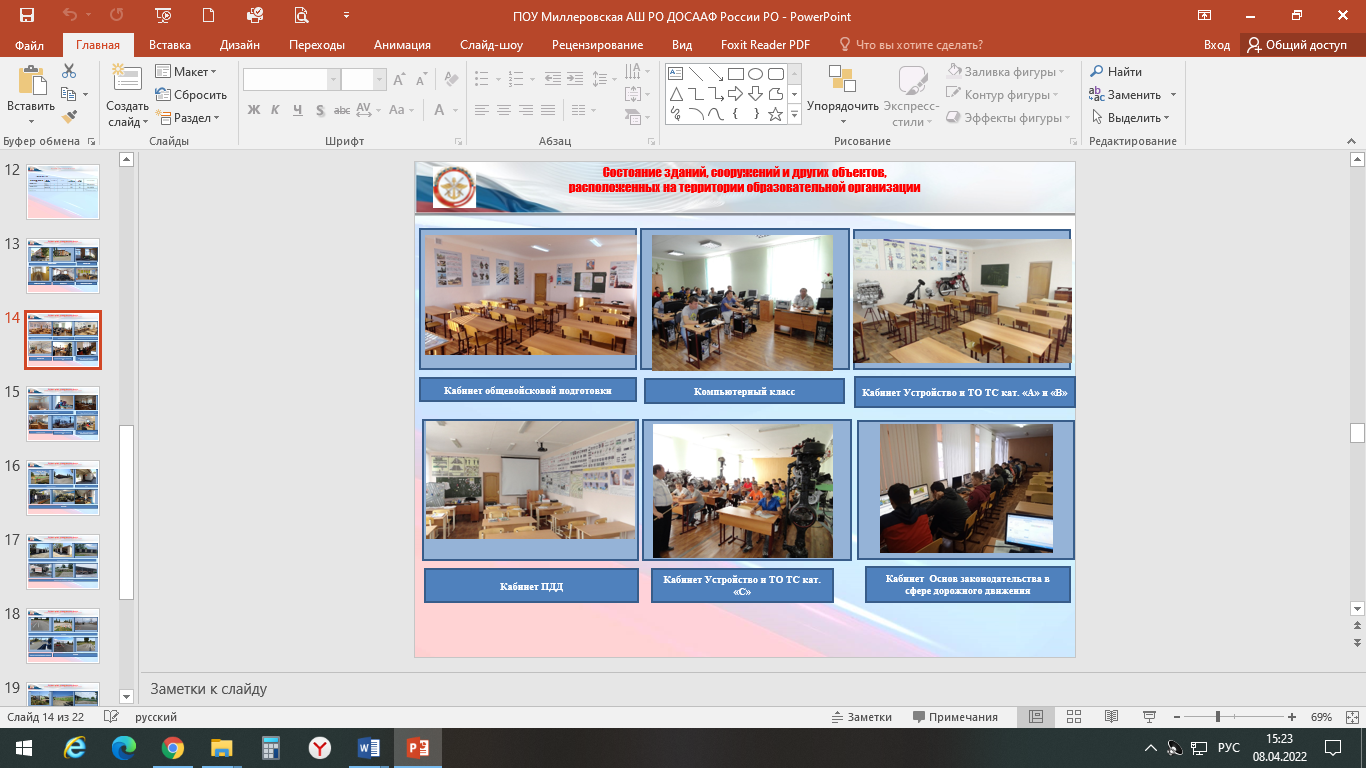 ПОУ Миллеровская АШ РО ДОСААФ России РО - PowerPoint
Файл
Главная
Вставка
Дизайн
Переходы
Анимация
Слайд-шоу
Рецензирование
Вид
Foxit Reader PDF
Что вы хотите сделать?
Вход
Общий доступ
Вставить
Буфер обмена
Создать
слайд
Макет
Сбросить
Раздел
Слайды
Ж К Ч S abc AV Aa A
Шрифт
Абзац
Упорядочить
Экспресс-
стили
Заливка фигуры
Контур фигуры
Эффекты фигуры
Рисование
Найти
Заменить
Выделить
Редактирование
12
13
14
15
16
17
18
19
Состояние зданий, сооружений и других объектов,
расположенных на территории образовательной организации
Кабинет общевойсковой подготовки
Компьютерный класс
Кабинет Устройство и ТО ТС кат. «А» и «В»
Кабинет ПДД
Кабинет Устройство и ТО ТС кат.
«С»
Кабинет Основ законодательства в
сфере дорожного движения
Заметки к слайду
Слайд 14 из 22
русский
Заметки
Примечания
69%
РУС
15:23
08.04.2022